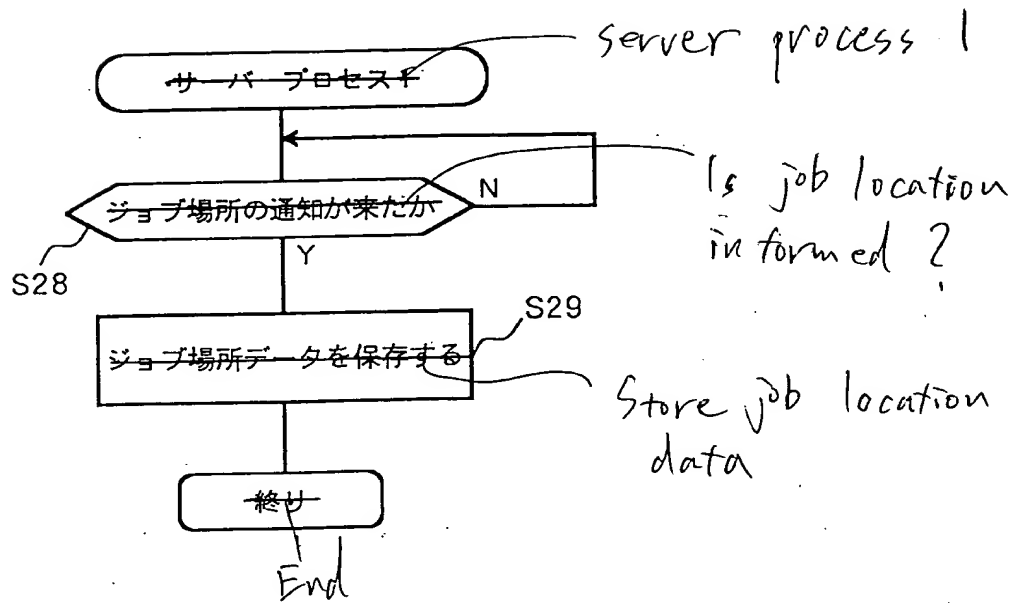 server process 1
サーバープロセス1
N
ジョブ場所の通知が来たか
Is job location
informed?
S28
Y
S29
ジョブ場所データを保存する
Store job location
data
終り
End